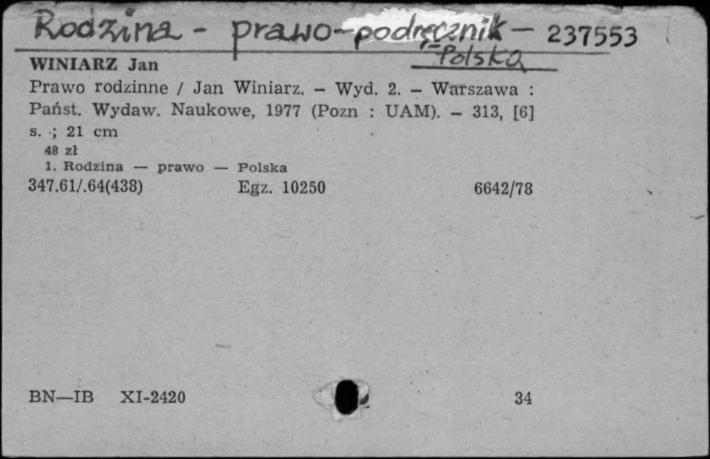 Rodzina - prawo - podręcznik - 237553
- Polska
WINIARZ Jan
Prawo rodzinne / Jan Winiarz. – Wyd. 2. – Warszawa :
Państ. Wydaw. Naukowe, 1977 (Pozn : UAM). – 313, [6]
s. ; 21 cm
48 zł
1. Rodzina — prawo — Polska
347.61/.64(438) Egz. 10250 6642/78
BN—IB XI-2420 34